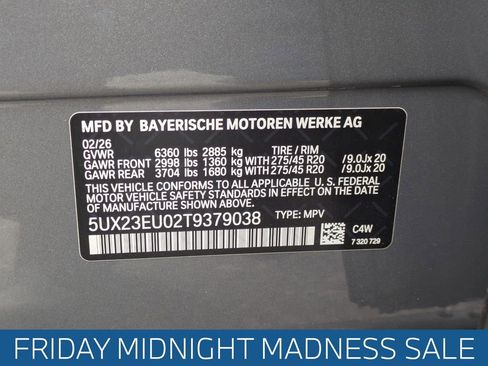 MFD BY BAYERISCHE MOTOREN WERKE AG
02/26
GVWR 6360 lbs 2885 kg TIRE / RIM
GAWR FRONT 2998 lbs 1360 kg WITH 275/45 R20 /9.0Jx 20
GAWR REAR 3704 lbs 1680 kg WITH 275/45 R20 /9.0Jx 20
THIS VEHICLE CONFORMS TO ALL APPLICABLE U.S. FEDERAL
MOTOR VEHICLE SAFETY STANDARDS IN EFFECT
ON THE DATE OF MANUFACTURE SHOWN ABOVE.
5UX23EU02T9379038 TYPE: MPV
C4W
7 320 729
FRIDAY MIDNIGHT MADNESS SALE